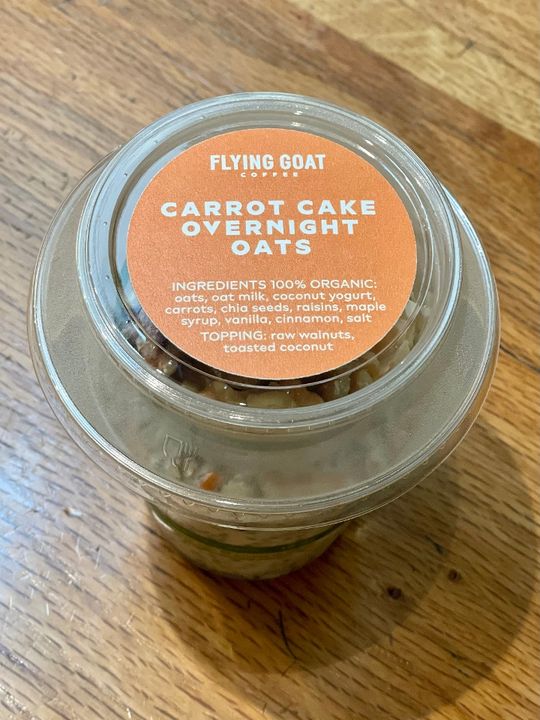 FLYING GOAT
COFFEE
CARROT CAKE
OVERNIGHT
OATS
INGREDIENTS 100% ORGANIC:
oats, oat milk, coconut yogurt,
carrots, chia seeds, raisins, maple
syrup, vanilla, cinnamon, salt
TOPPING: raw walnuts,
toasted coconut